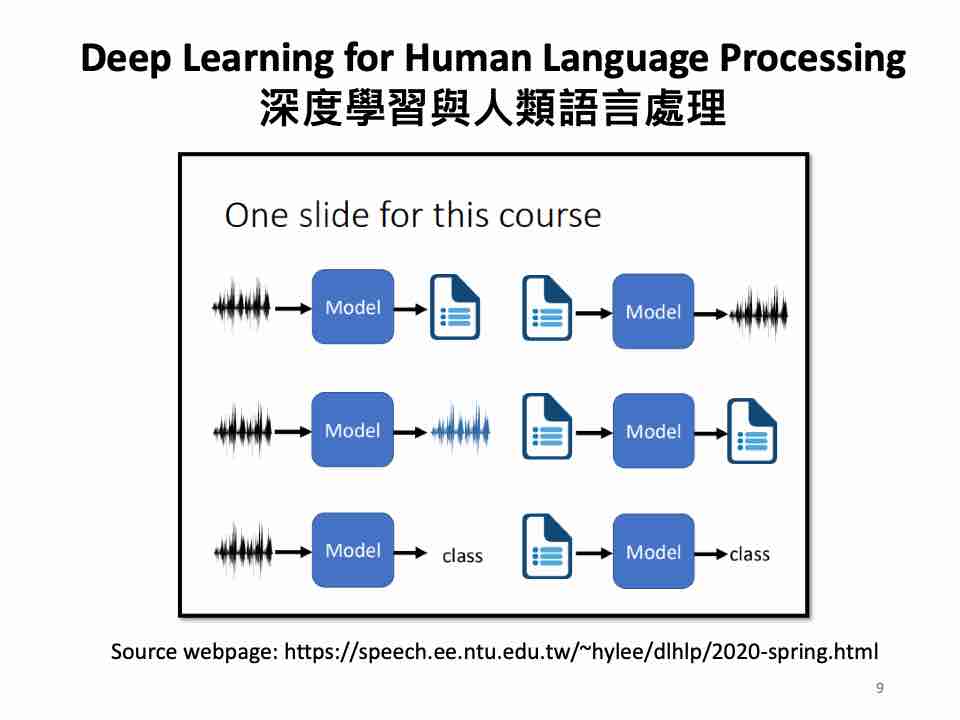 Deep Learning for Human Language Processing
深度學習與人類語言處理
One slide for this course
Model
Model
Model
Model
Model
class
Model
class
Source webpage: https://speech.ee.ntu.edu.tw/~hylee/dlhlp/2020-spring.html
9